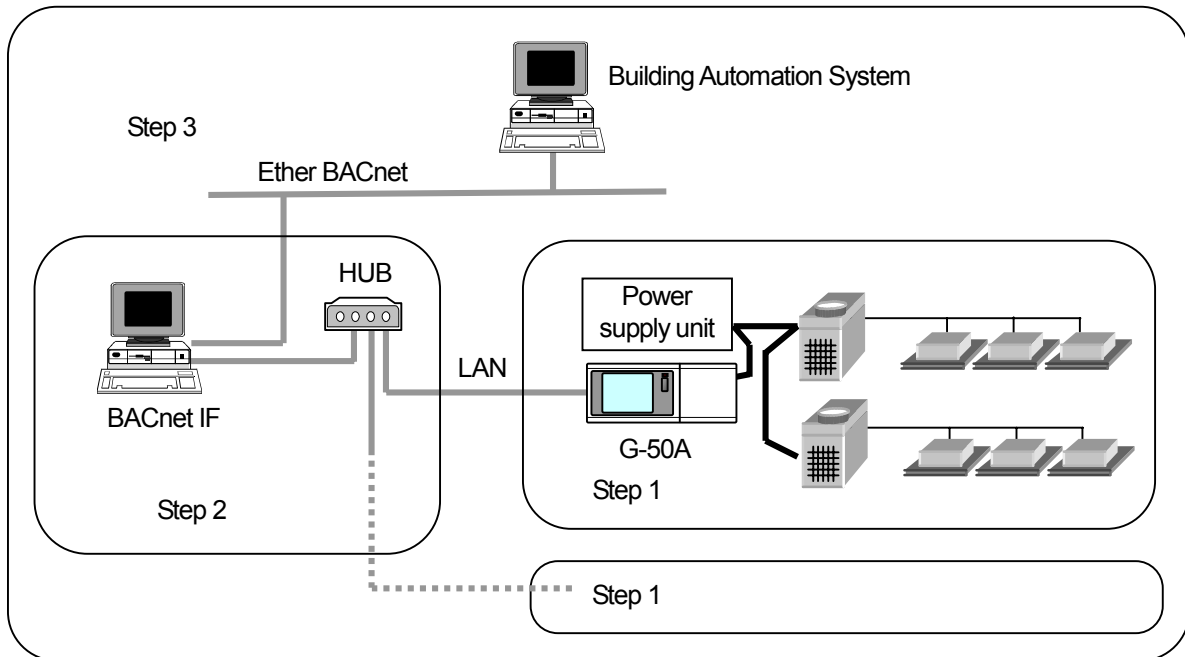 Building Automation System
Step 3
Ether BACnet
HUB
BACnet IF
Step 2
LAN
Power
supply unit
G-50A
Step 1
Step 1